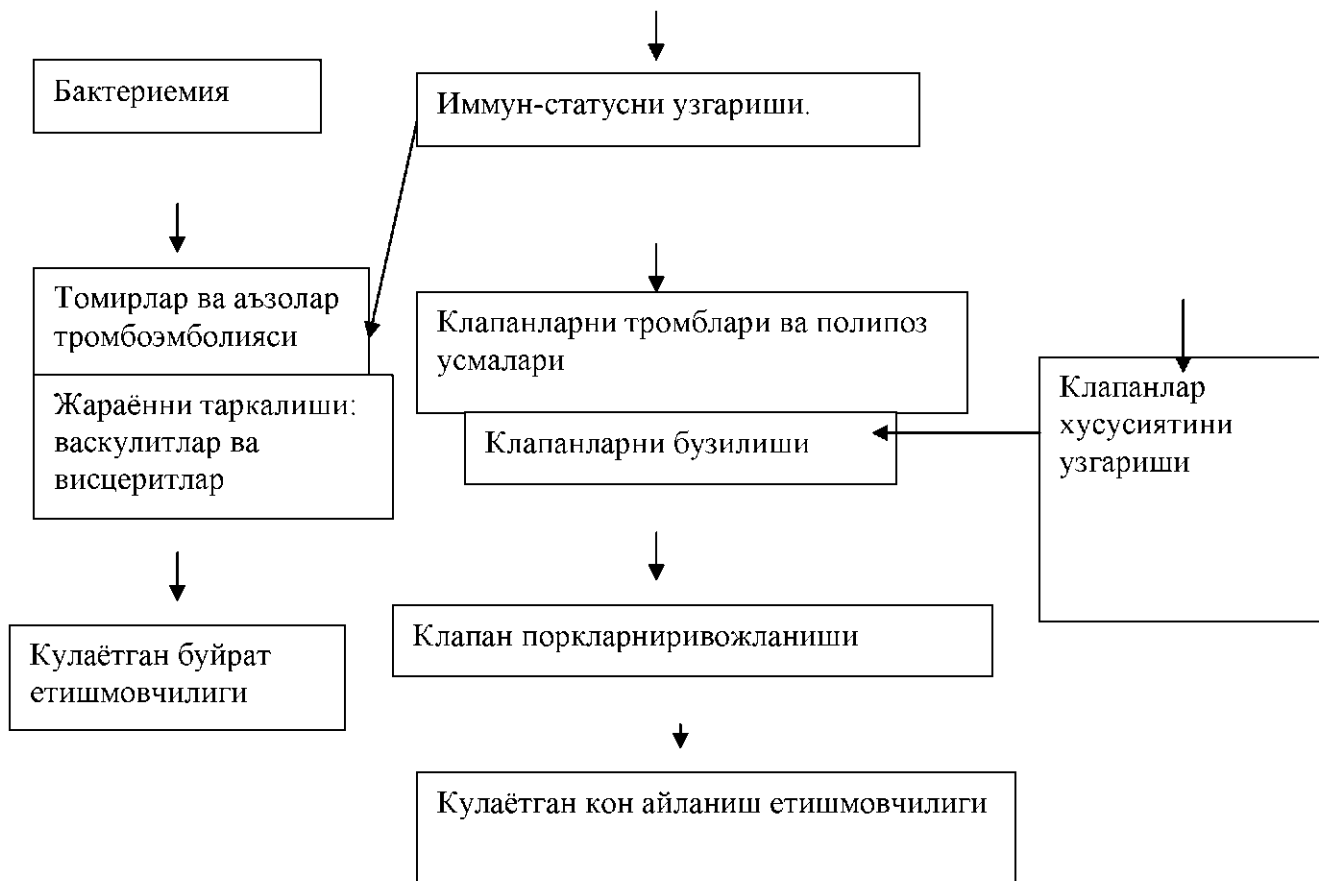 Бактериемия
Иммун-статусни узгариши.
Томирлар ва аъзолар
тромбоэмболияси
Клапанларни тромблари ва полипоз
усмалари
Жараённи таркалиши:
васкулитлар ва
висцеритлар
Клапанларни бузилиши
Клапанлар
хусусиятини
узгариши
Кулаётган буйрат
етишмовчилиги
Клапан поркларниривожланиши
Кулаётган кон айланиш етишмовчилиги